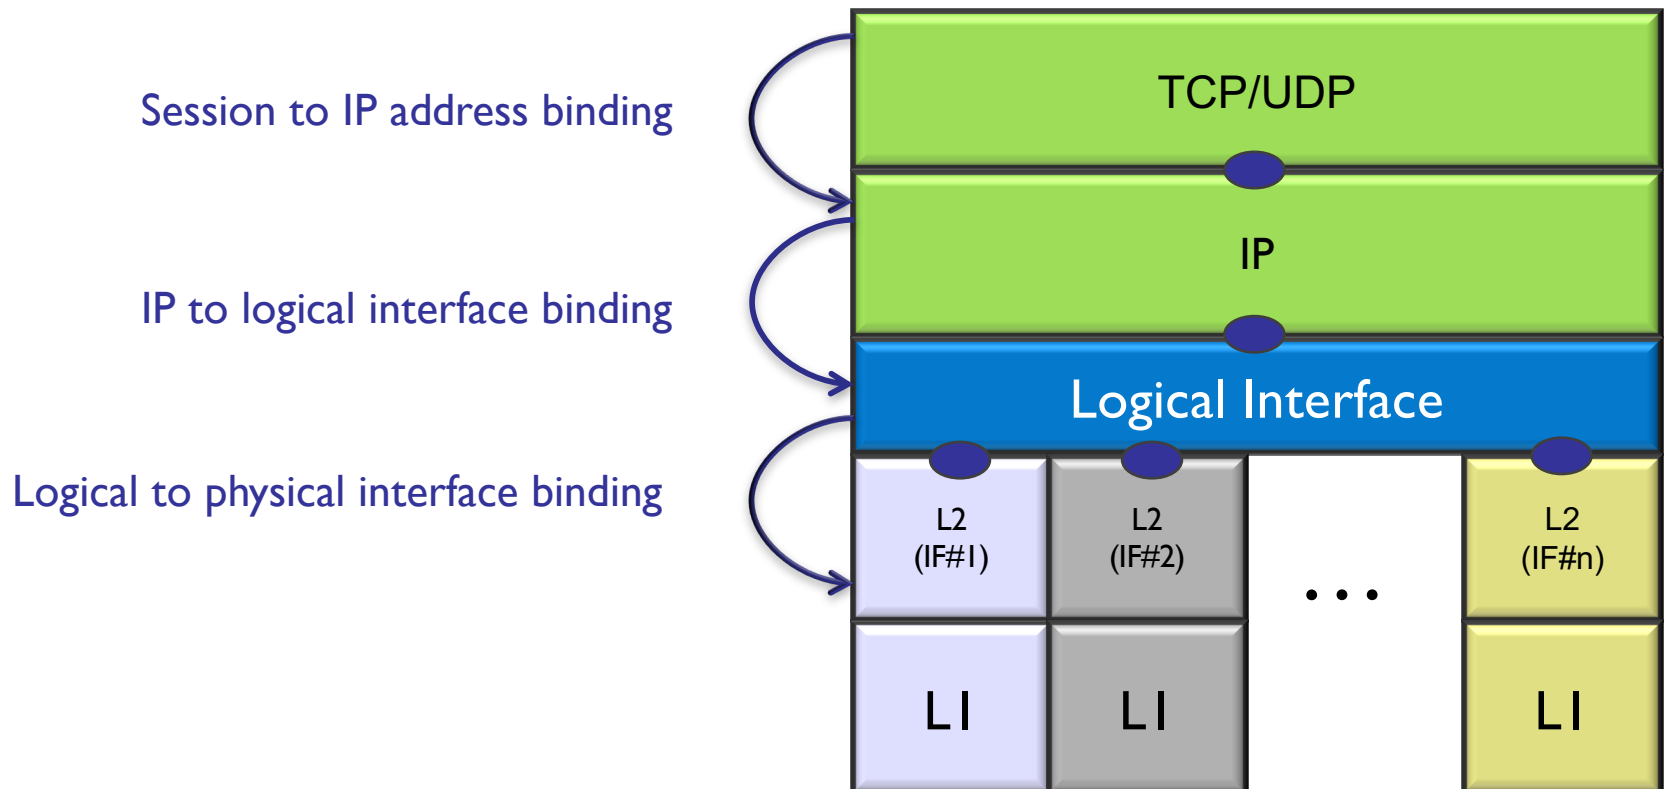 TCP/UDP
Session to IP address binding
IP
IP to logical interface binding
Logical Interface
Logical to physical interface binding
L2
(IF#1)
L2
(IF#2)
...
L2
(IF#n)
L1
L1
L1